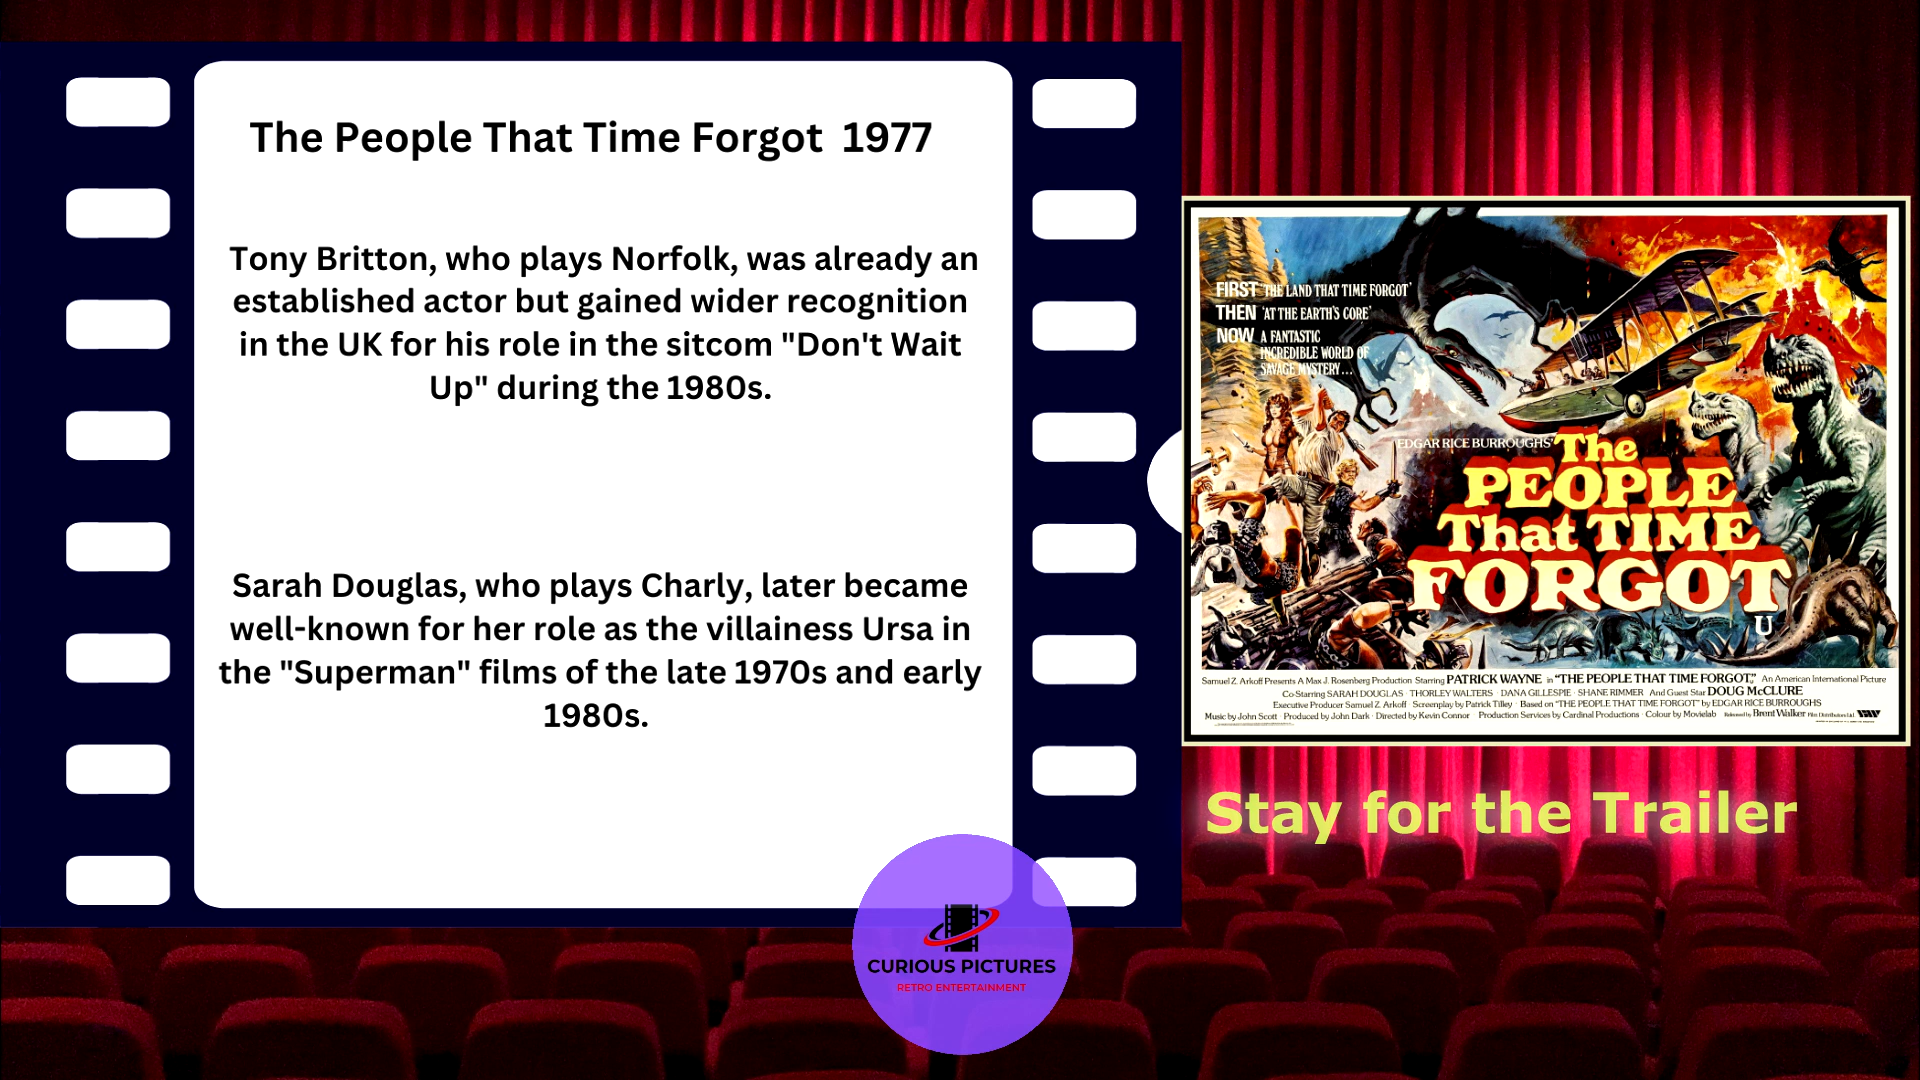 The People That Time Forgot  1977
Tony Britton, who plays Norfolk, was already an
established actor but gained wider recognition
in the UK for his role in the sitcom "Don't Wait
Up" during the 1980s.
Sarah Douglas, who plays Charly, later became
well-known for her role as the villainess Ursa in
the "Superman" films of the late 1970s and early
1980s.
FIRST 'THE LAND THAT TIME FORGOT'
THEN 'AT THE EARTH'S CORE'
NOW A FANTASTIC
INCREDIBLE WORLD OF
SAVAGE MYSTERY...
EDGAR RICE BURROUGHS'
The
PEOPLE
That TIME
FORGOT
U
Samuel Z. Arkoff Presents A Max J. Rosenberg Production Starring PATRICK WAYNE in "THE PEOPLE THAT TIME FORGOT," An American International Picture
Co-Starring SARAH DOUGLAS · THORLEY WALTERS · DANA GILLESPIE · SHANE RIMMER And Guest Star DOUG McCLURE
Executive Producer Samuel Z. Arkoff · Screenplay by Patrick Tilley · Based on "THE PEOPLE THAT TIME FORGOT" by EDGAR RICE BURROUGHS
Music by John Scott · Produced by John Dark · Directed by Kevin Connor · Production Services by Cardinal Productions · Colour by Movielab Released by Brent Walker Film Distributors Ltd
Stay for the Trailer
CURIOUS PICTURES
RETRO ENTERTAINMENT